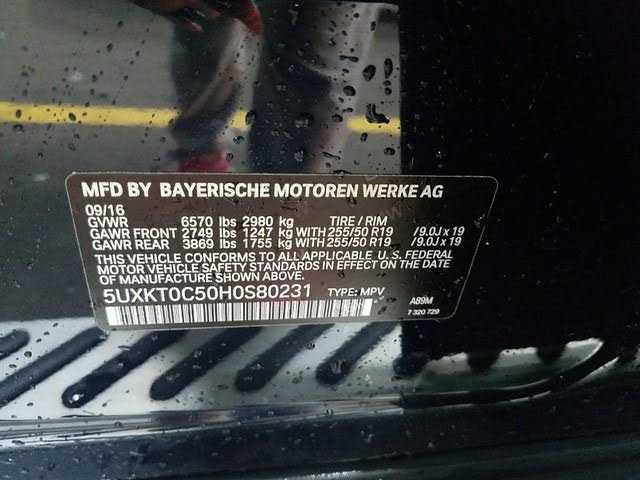 MFD BY BAYERISCHE MOTOREN WERKE AG
09/16
GVWR 6570 lbs 2980 kg TIRE / RIM
GAWR FRONT 2749 lbs 1247 kg WITH 255/50 R19 /9.0J x 19
GAWR REAR 3869 lbs 1755 kg WITH 255/50 R19 /9.0J x 19
THIS VEHICLE CONFORMS TO ALL APPLICABLE U.S. FEDERAL
MOTOR VEHICLE SAFETY STANDARDS IN EFFECT ON THE DATE
OF MANUFACTURE SHOWN ABOVE.
5UXKT0C50H0S80231 TYPE: MPV
A89M
7 320 729